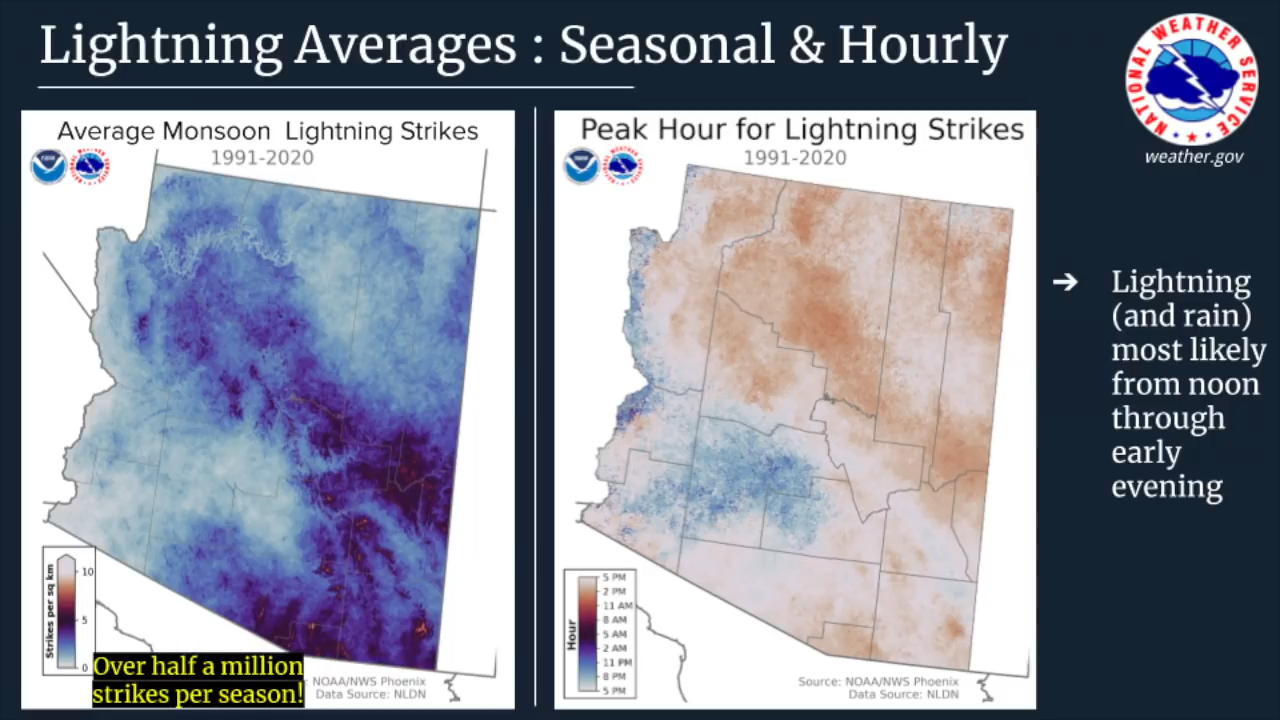 Lightning Averages : Seasonal & Hourly
NATIONAL WEATHER SERVICE
weather.gov
Average Monsoon Lightning Strikes
1991-2020
Strikes per sq km
10
5
0
Over half a million
strikes per season!
NOAA/NWS Phoenix
Data Source: NLDN
Peak Hour for Lightning Strikes
1991-2020
Hour
5 PM
2 PM
11 AM
8 AM
5 AM
2 AM
11 PM
8 PM
5 PM
Source: NOAA/NWS Phoenix
Data Source: NLDN
➔ Lightning
(and rain)
most likely
from noon
through
early
evening